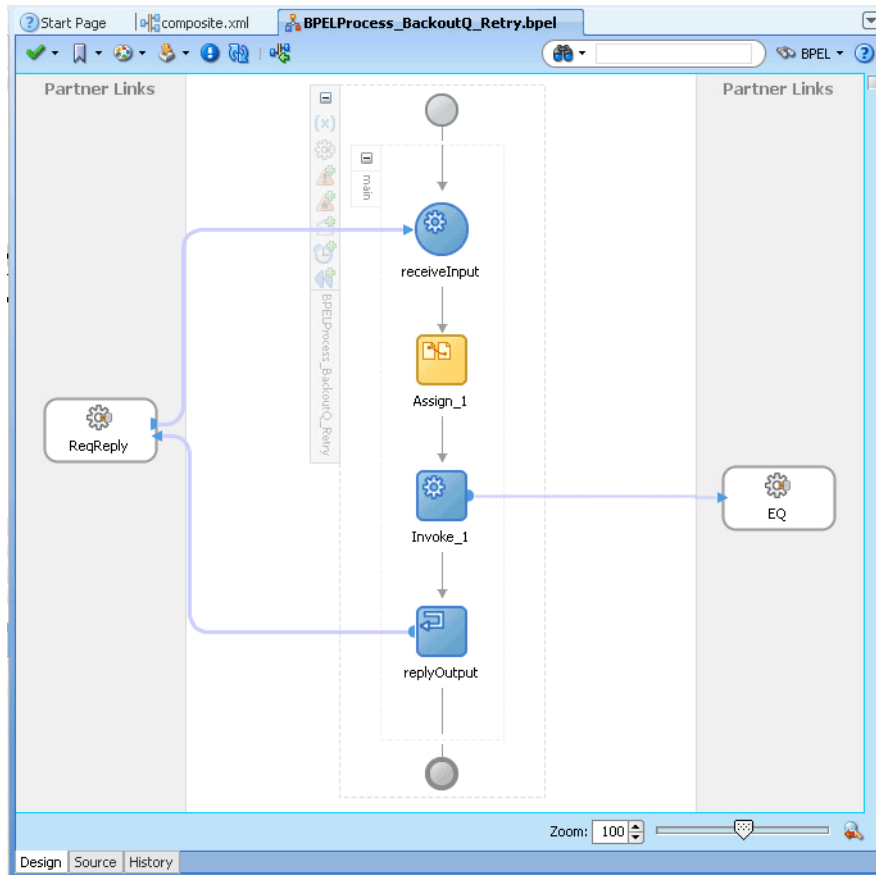 Start Page
composite.xml
BPELProcess_BackoutQ_Retry.bpel
BPEL
Partner Links
Partner Links
(x)
main
receiveInput
BPELProcess_BackoutQ_Retry
Assign_1
ReqReply
Invoke_1
EQ
replyOutput
Zoom: 100
Design Source History